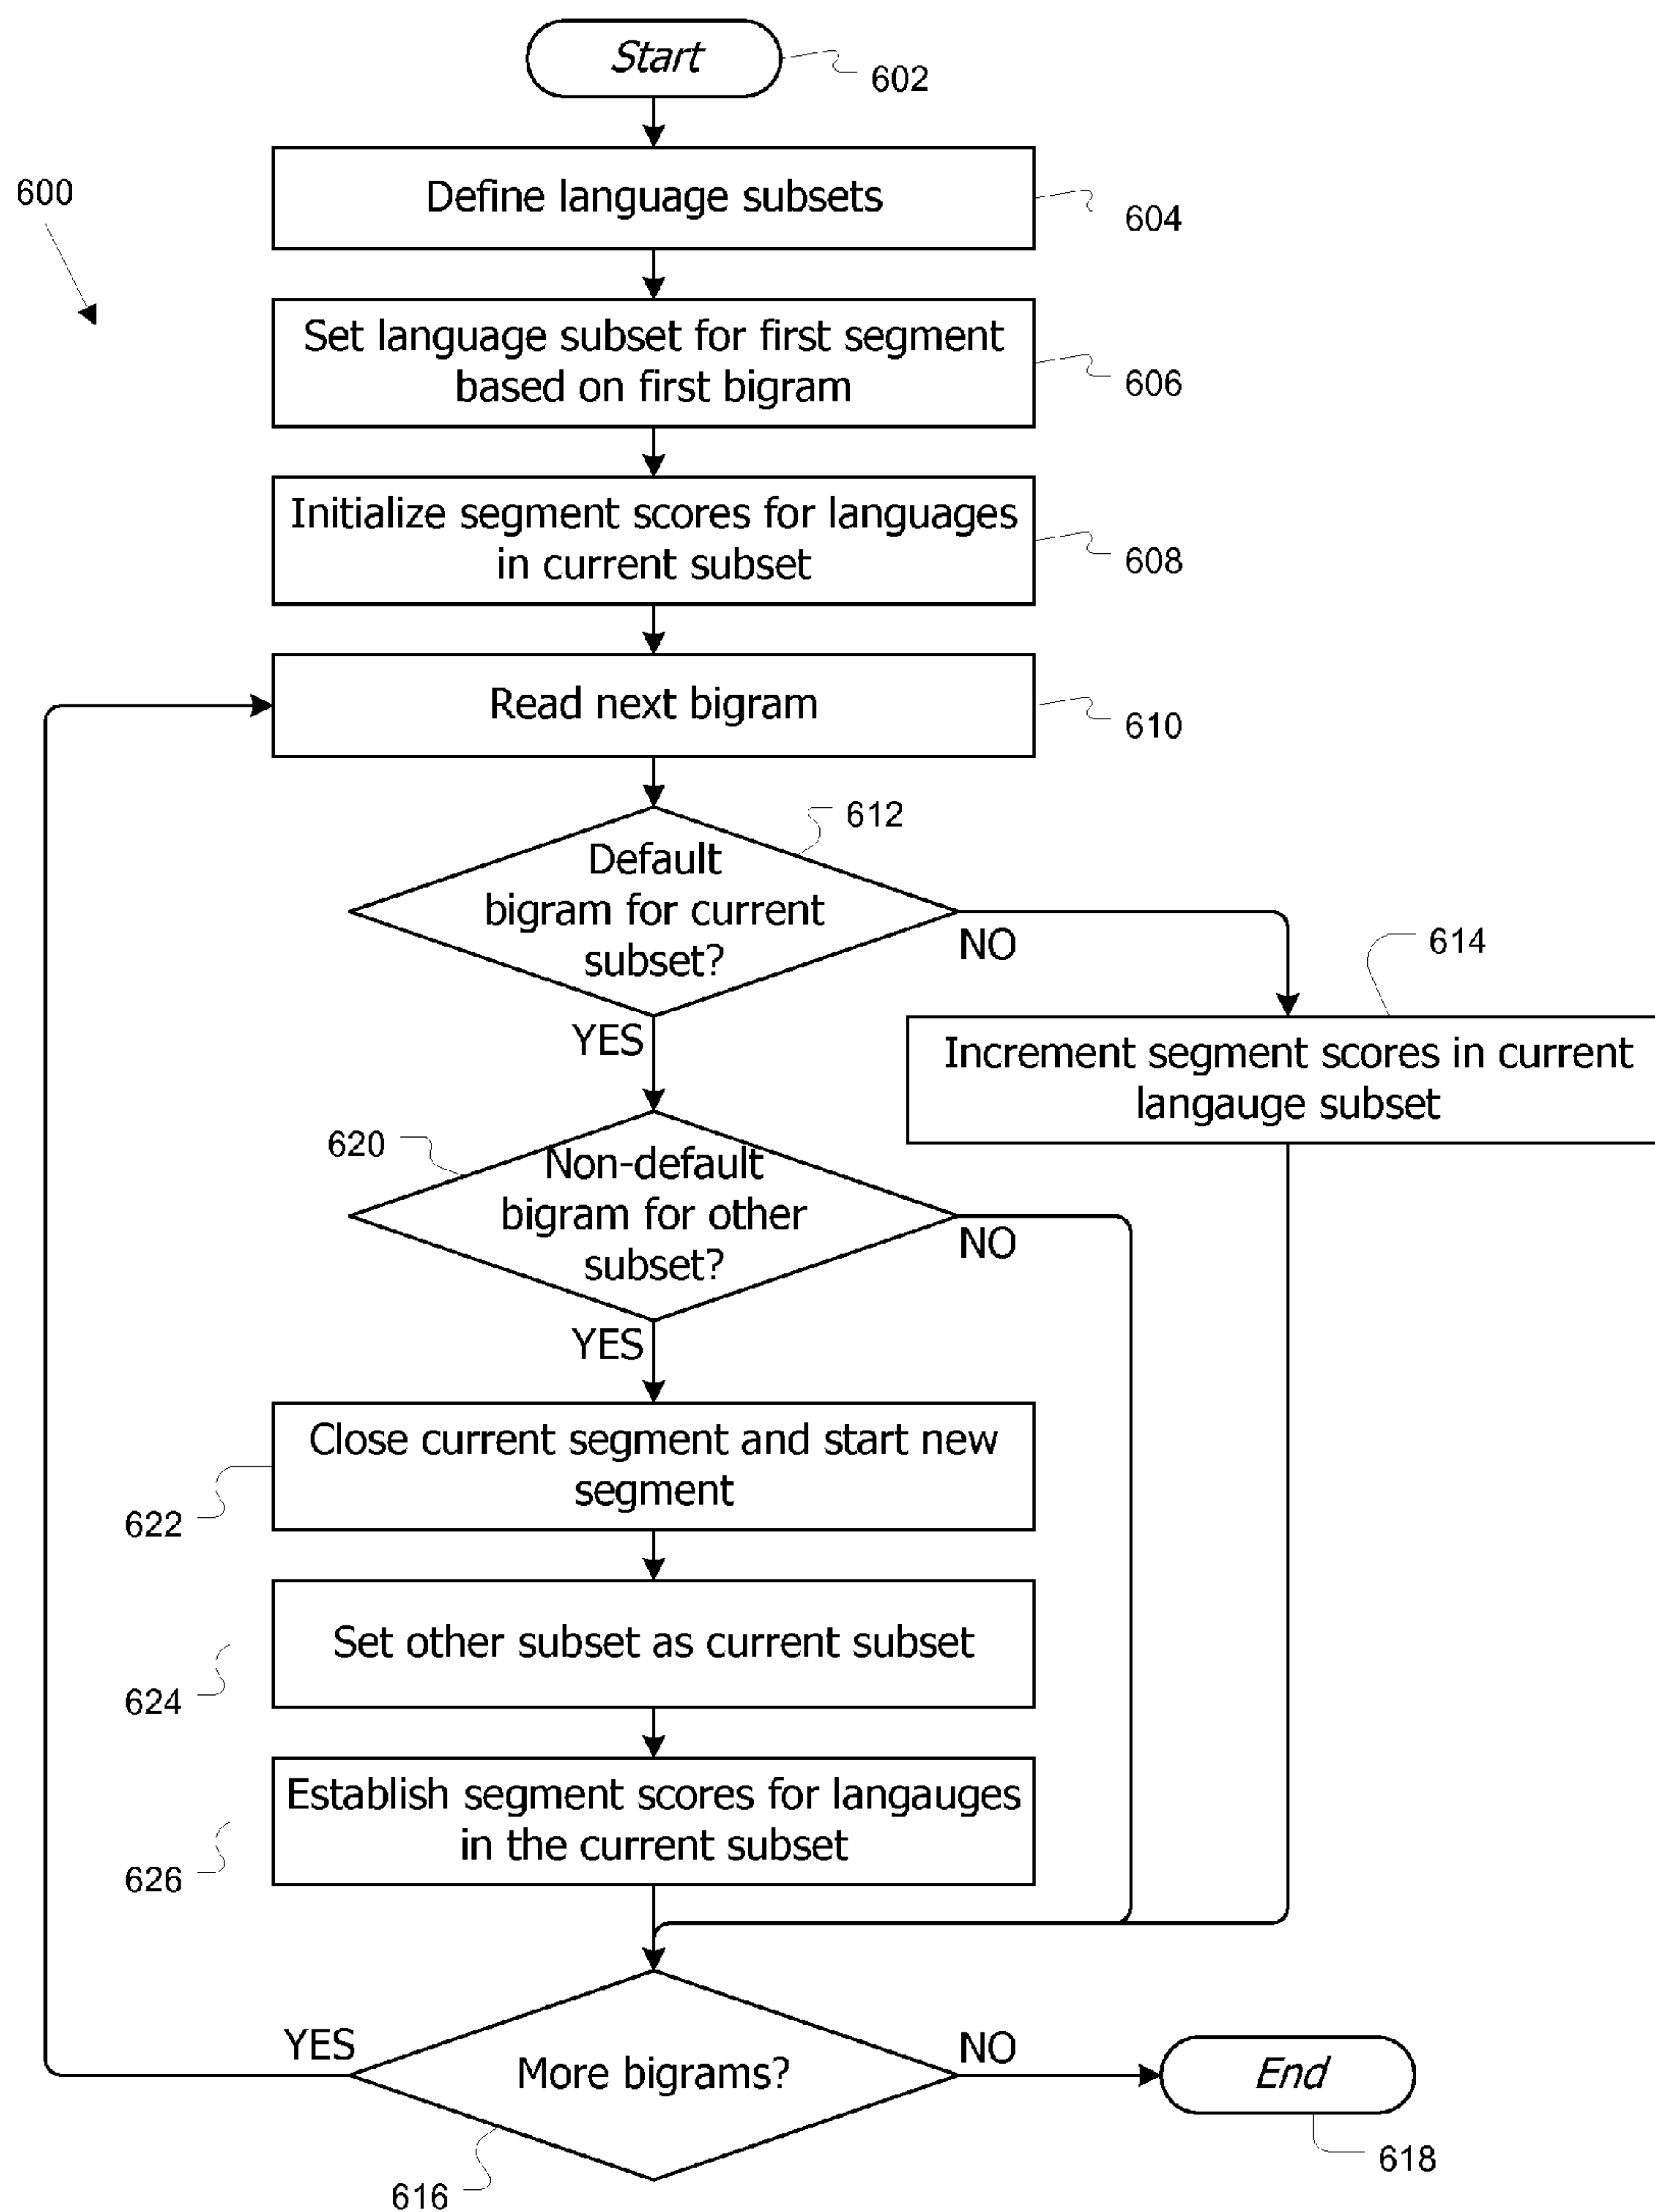 Start
602
600
Define language subsets
604
Set language subset for first segment
based on first bigram
606
Initialize segment scores for languages
in current subset
608
Read next bigram
610
612
Default
bigram for current
subset?
NO
YES
614
Increment segment scores in current
langauge subset
620
Non-default
bigram for other
subset?
NO
YES
Close current segment and start new
segment
622
Set other subset as current subset
624
Establish segment scores for langauges
in the current subset
626
YES
More bigrams?
NO
End
616
618